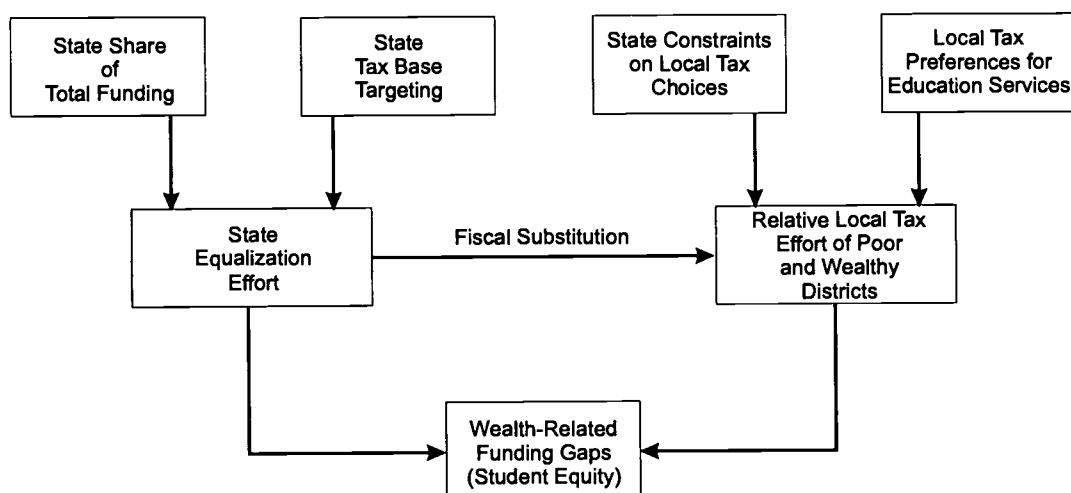 State Share
of
Total Funding
State
Tax Base
Targeting
State Constraints
on Local Tax
Choices
Local Tax
Preferences for
Education Services
State
Equalization
Effort
Fiscal Substitution
Relative Local Tax
Effort of Poor
and Wealthy
Districts
Wealth-Related
Funding Gaps
(Student Equity)